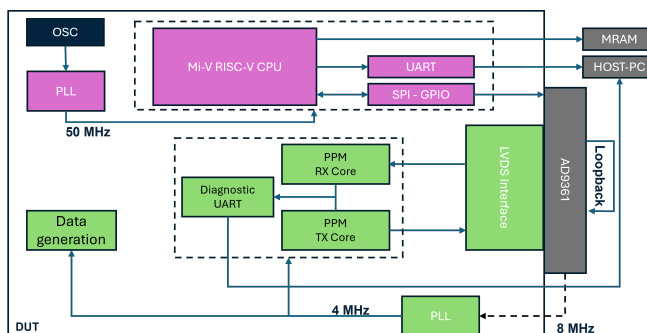 OSC
MRAM
Mi-V RISC-V CPU
UART
HOST-PC
PLL
SPI - GPIO
50 MHz
PPM
RX Core
LVDS Interface
AD9361
Loopback
Diagnostic
UART
Data
generation
PPM
TX Core
4 MHz
PLL
DUT
8 MHz